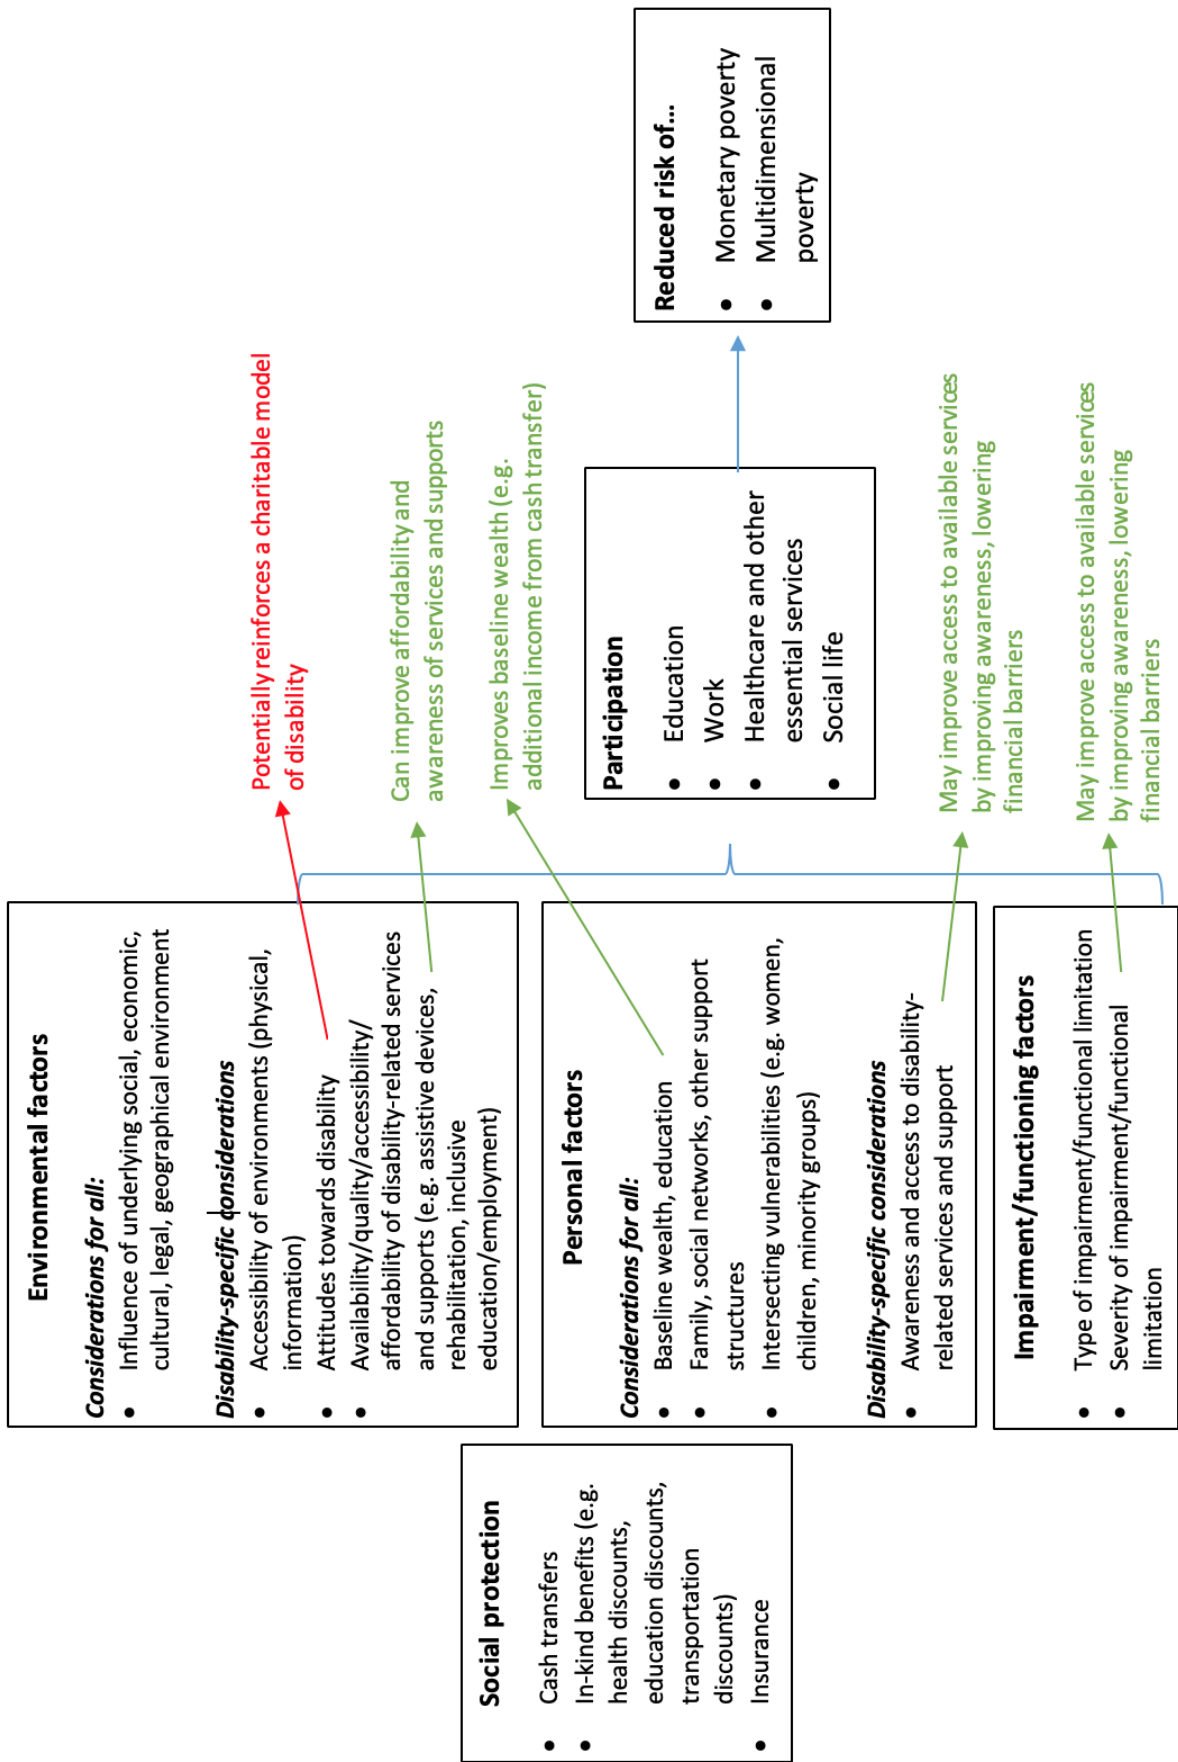 Social protection
• Cash transfers
• In-kind benefits (e.g.
health discounts,
education discounts,
transportation
discounts)
• Insurance
Environmental factors
Considerations for all:
• Influence of underlying social, economic,
cultural, legal, geographical environment
Disability-specific considerations
• Accessibility of environments (physical,
information)
• Attitudes towards disability
• Availability/quality/accessibility/
affordability of disability-related services
and supports (e.g. assistive devices,
rehabilitation, inclusive
education/employment)
Personal factors
Considerations for all:
• Baseline wealth, education
• Family, social networks, other support
structures
• Intersecting vulnerabilities (e.g. women,
children, minority groups)
Disability-specific considerations
• Awareness and access to disability-
related services and support
Impairment/functioning factors
• Type of impairment/functional limitation
• Severity of impairment/functional
limitation
Potentially reinforces a charitable model
of disability
Can improve affordability and
awareness of services and supports
Improves baseline wealth (e.g.
additional income from cash transfer)
Participation
• Education
• Work
• Healthcare and other
essential services
• Social life
May improve access to available services
by improving awareness, lowering
financial barriers
May improve access to available services
by improving awareness, lowering
financial barriers
Reduced risk of...
• Monetary poverty
• Multidimensional
poverty